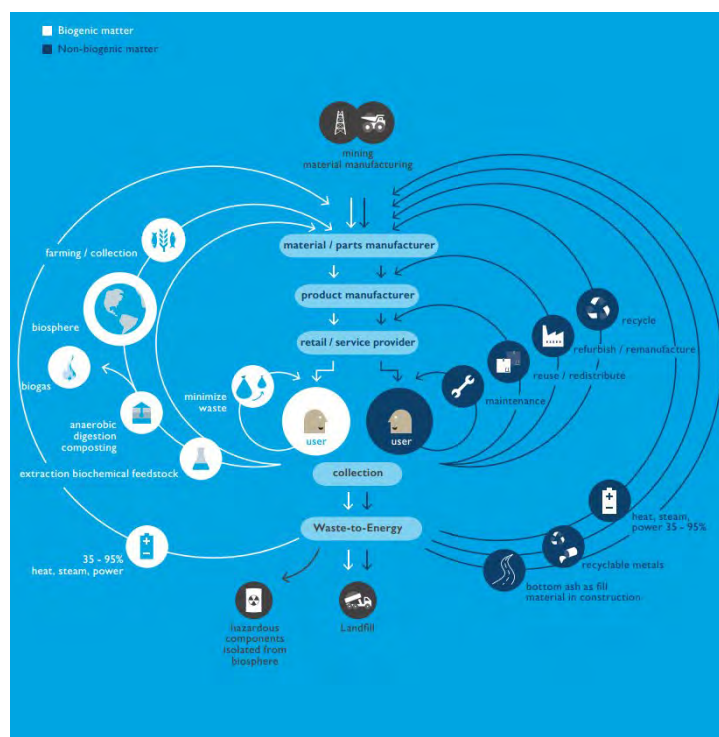 Biogenic matter
Non-biogenic matter
mining
material manufacturing
material / parts manufacturer
farming / collection
product manufacturer
biosphere
recycle
retail / service provider
refurbish / remanufacture
reuse / redistribute
biogas
minimize
waste
maintenance
anaerobic
digestion
composting
user
user
extraction biochemical feedstock
collection
heat, steam,
power 35 - 95%
Waste-to-Energy
35 - 95%
heat, steam, power
recyclable metals
bottom ash as fill
material in construction
hazardous
components
isolated from
biosphere
Landfill